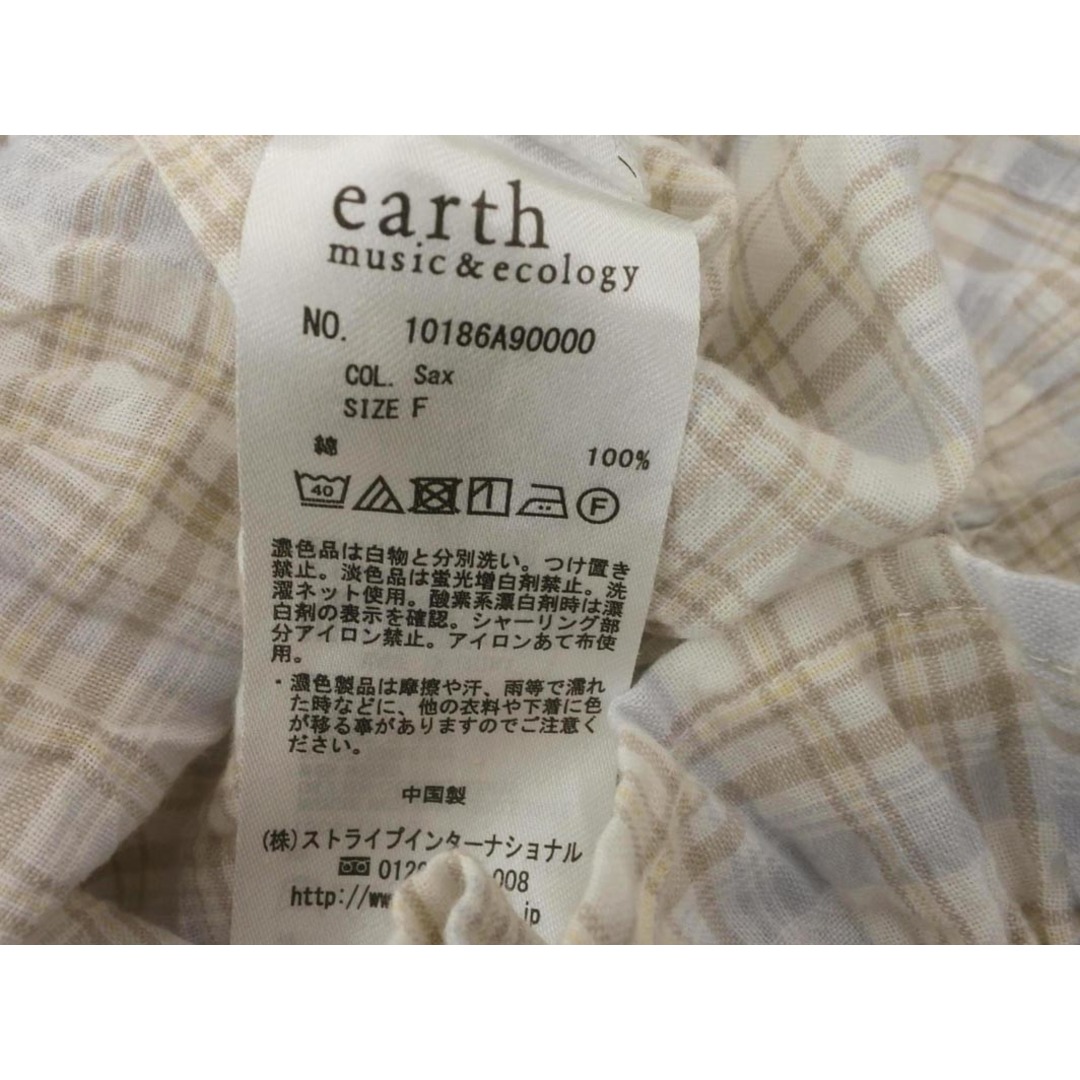 earth
music&ecology
NO. 10186A90000
COL. Sax
SIZE F
綿 100%
40 F
濃色品は白物と分別洗い。つけ置き
禁止。淡色品は蛍光増白剤禁止。洗
濯ネット使用。酸素系漂白剤時は漂
白剤の表示を確認。シャーリング部
分アイロン禁止。アイロンあて布使
用。
・濃色製品は摩擦や汗、雨等で濡れ
た時などに、他の衣料や下着に色
が移る事がありますのでご注意く
ださい。
中国製
(株)ストライプインターナショナル
008
http://ww